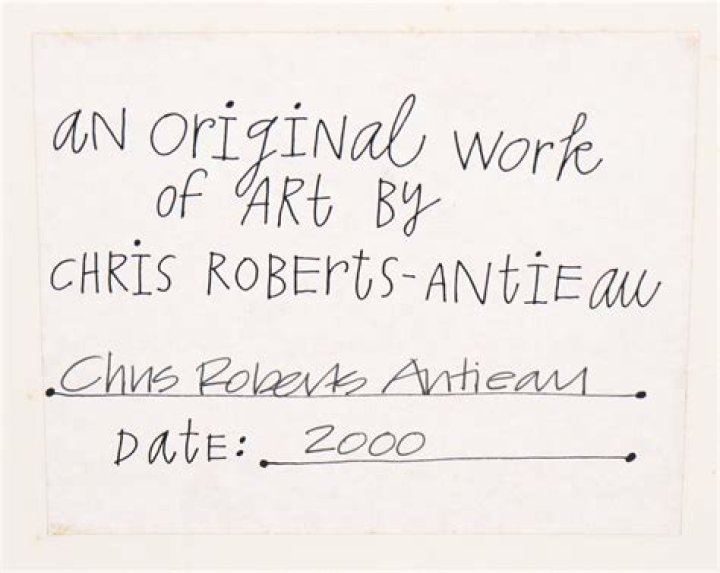 aN OriGiNal work
of ARt By
CHRiS ROBErts-ANtiEau
Chris Roberts Antieau
Date: 2000